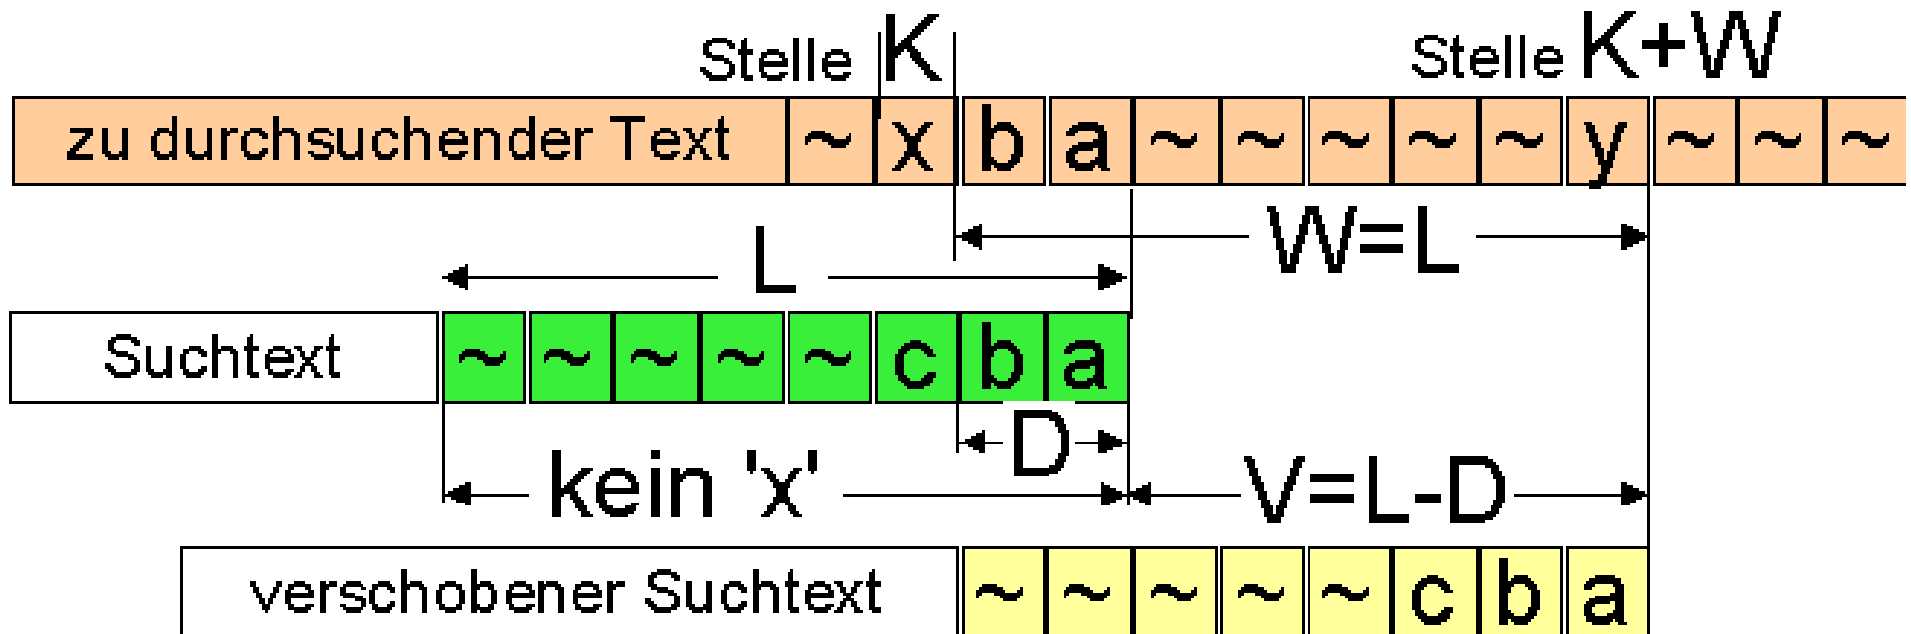 Stelle K Stelle K+W
zu durchsuchender Text ~ x b a ~ ~ ~ ~ ~ y ~ ~ ~
W=L
L
Suchtext ~ ~ ~ ~ ~ c b a
D
kein 'x' V=L-D
verschobener Suchtext ~ ~ ~ ~ ~ c b a